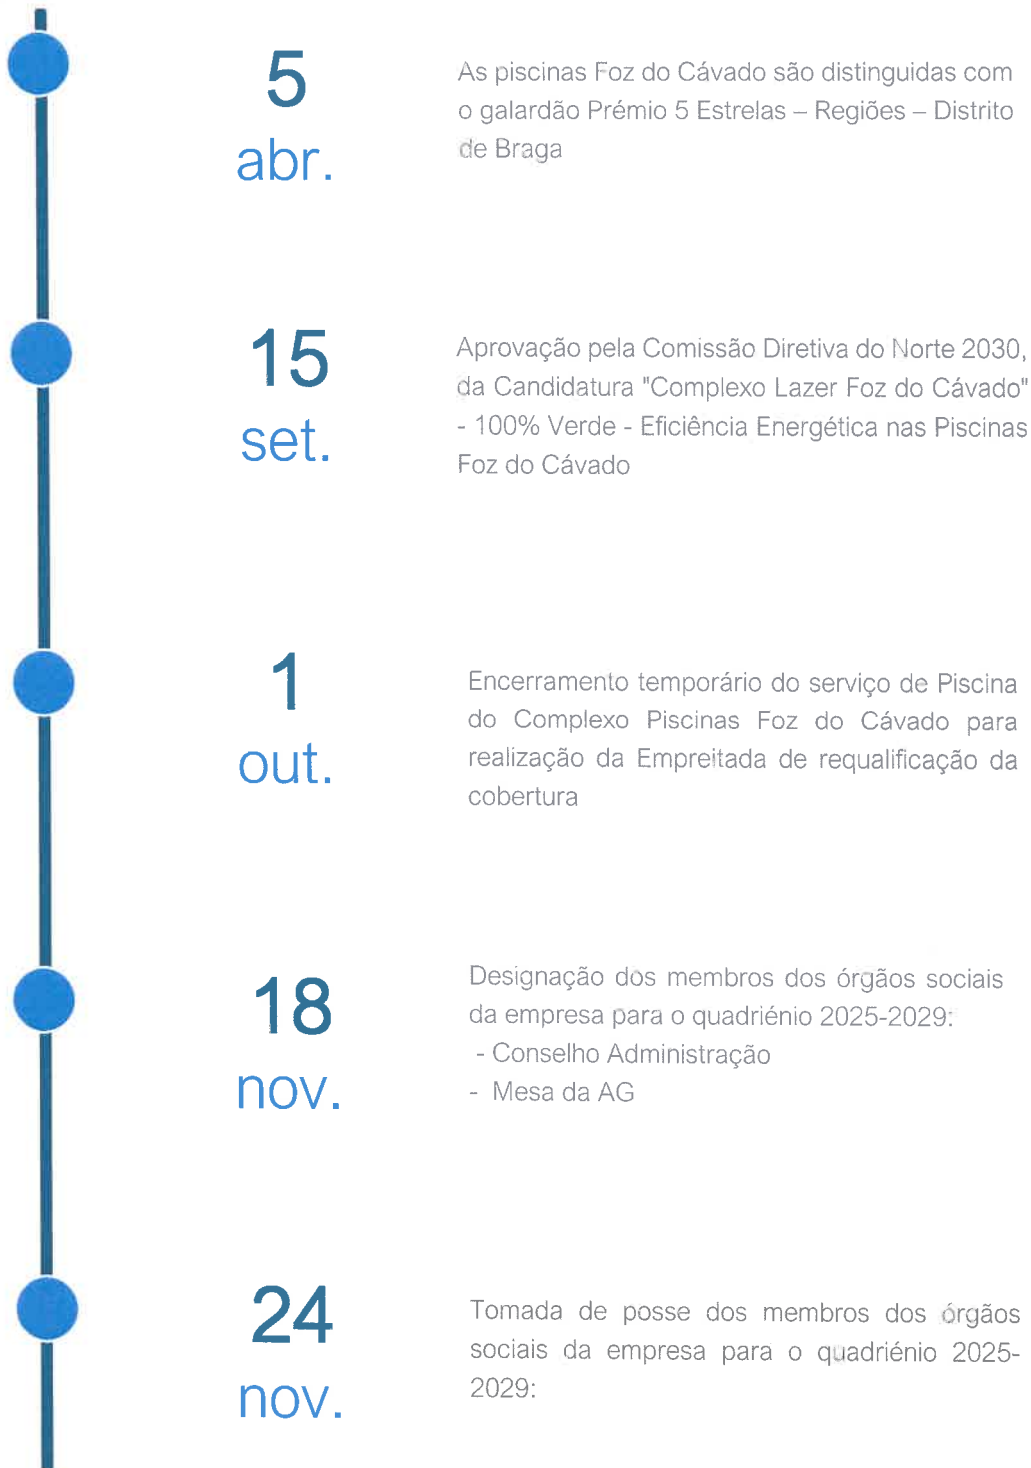 5
abr.
As piscinas Foz do Cávado são distinguidas com
o galardão Prémio 5 Estrelas – Regiões – Distrito
de Braga
15
set.
Aprovação pela Comissão Diretiva do Norte 2030,
da Candidatura "Complexo Lazer Foz do Cávado"
- 100% Verde - Eficiência Energética nas Piscinas
Foz do Cávado
1
out.
Encerramento temporário do serviço de Piscina
do Complexo Piscinas Foz do Cávado para
realização da Empreitada de requalificação da
cobertura
18
nov.
Designação dos membros dos órgãos sociais
da empresa para o quadriénio 2025-2029:
- Conselho Administração
- Mesa da AG
24
nov.
Tomada de posse dos membros dos órgãos
sociais da empresa para o quadriénio 2025-
2029: